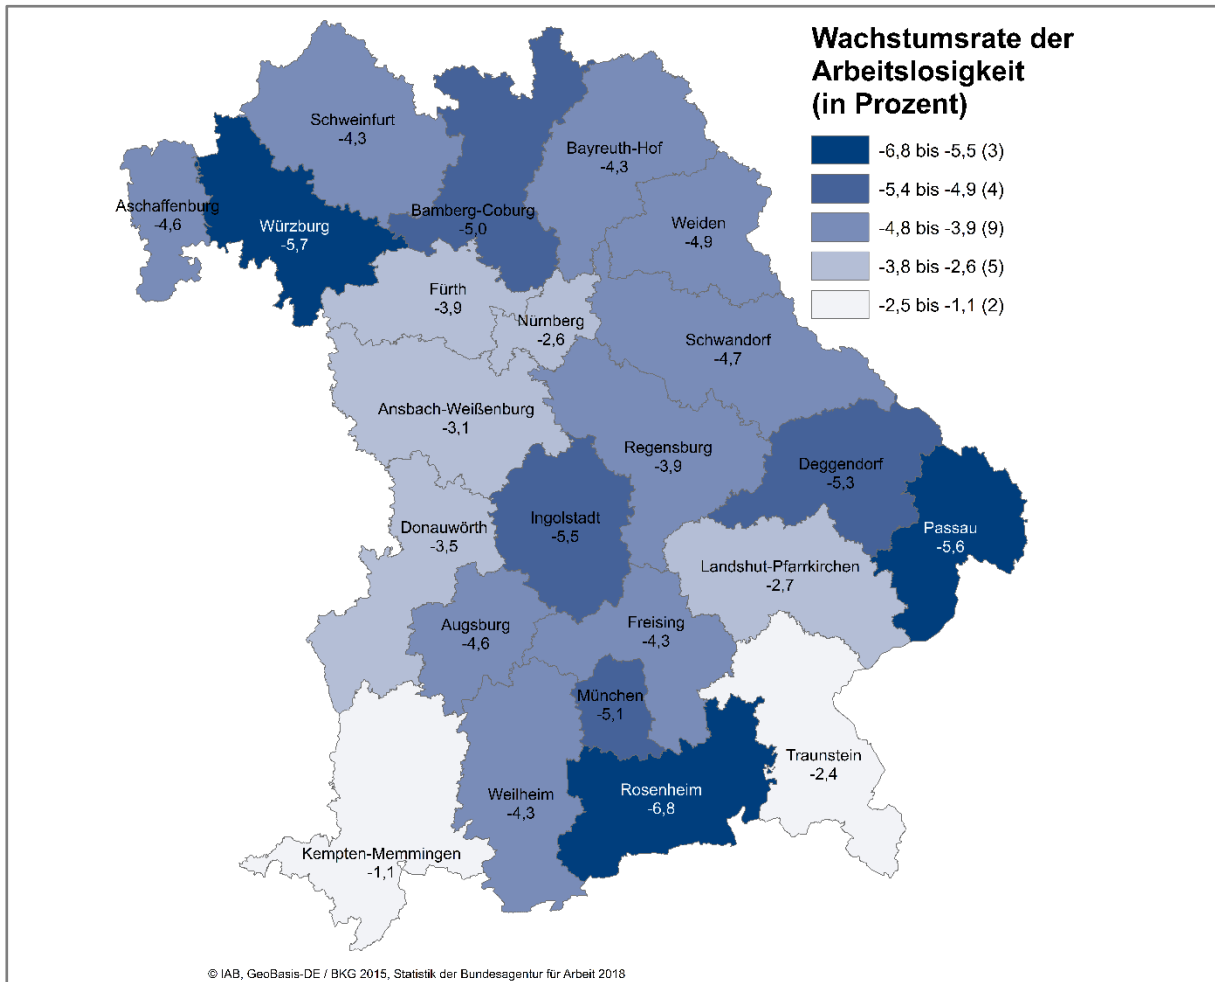 Wachstumsrate der
Arbeitslosigkeit
(in Prozent)
-6,8 bis -5,5 (3)
-5,4 bis -4,9 (4)
-4,8 bis -3,9 (9)
-3,8 bis -2,6 (5)
-2,5 bis -1,1 (2)
Schweinfurt
-4,3
Bayreuth-Hof
-4,3
Aschaffenburg
-4,6
Würzburg
-5,7
Bamberg-Coburg
-5,0
Weiden
-4,9
Fürth
-3,9
Nürnberg
-2,6
Schwandorf
-4,7
Ansbach-Weißenburg
-3,1
Regensburg
-3,9
Deggendorf
-5,3
Donauwörth
-3,5
Ingolstadt
-5,5
Passau
-5,6
Landshut-Pfarrkirchen
-2,7
Augsburg
-4,6
Freising
-4,3
München
-5,1
Traunstein
-2,4
Weilheim
-4,3
Rosenheim
-6,8
Kempten-Memmingen
-1,1
© IAB, GeoBasis-DE / BKG 2015, Statistik der Bundesagentur für Arbeit 2018